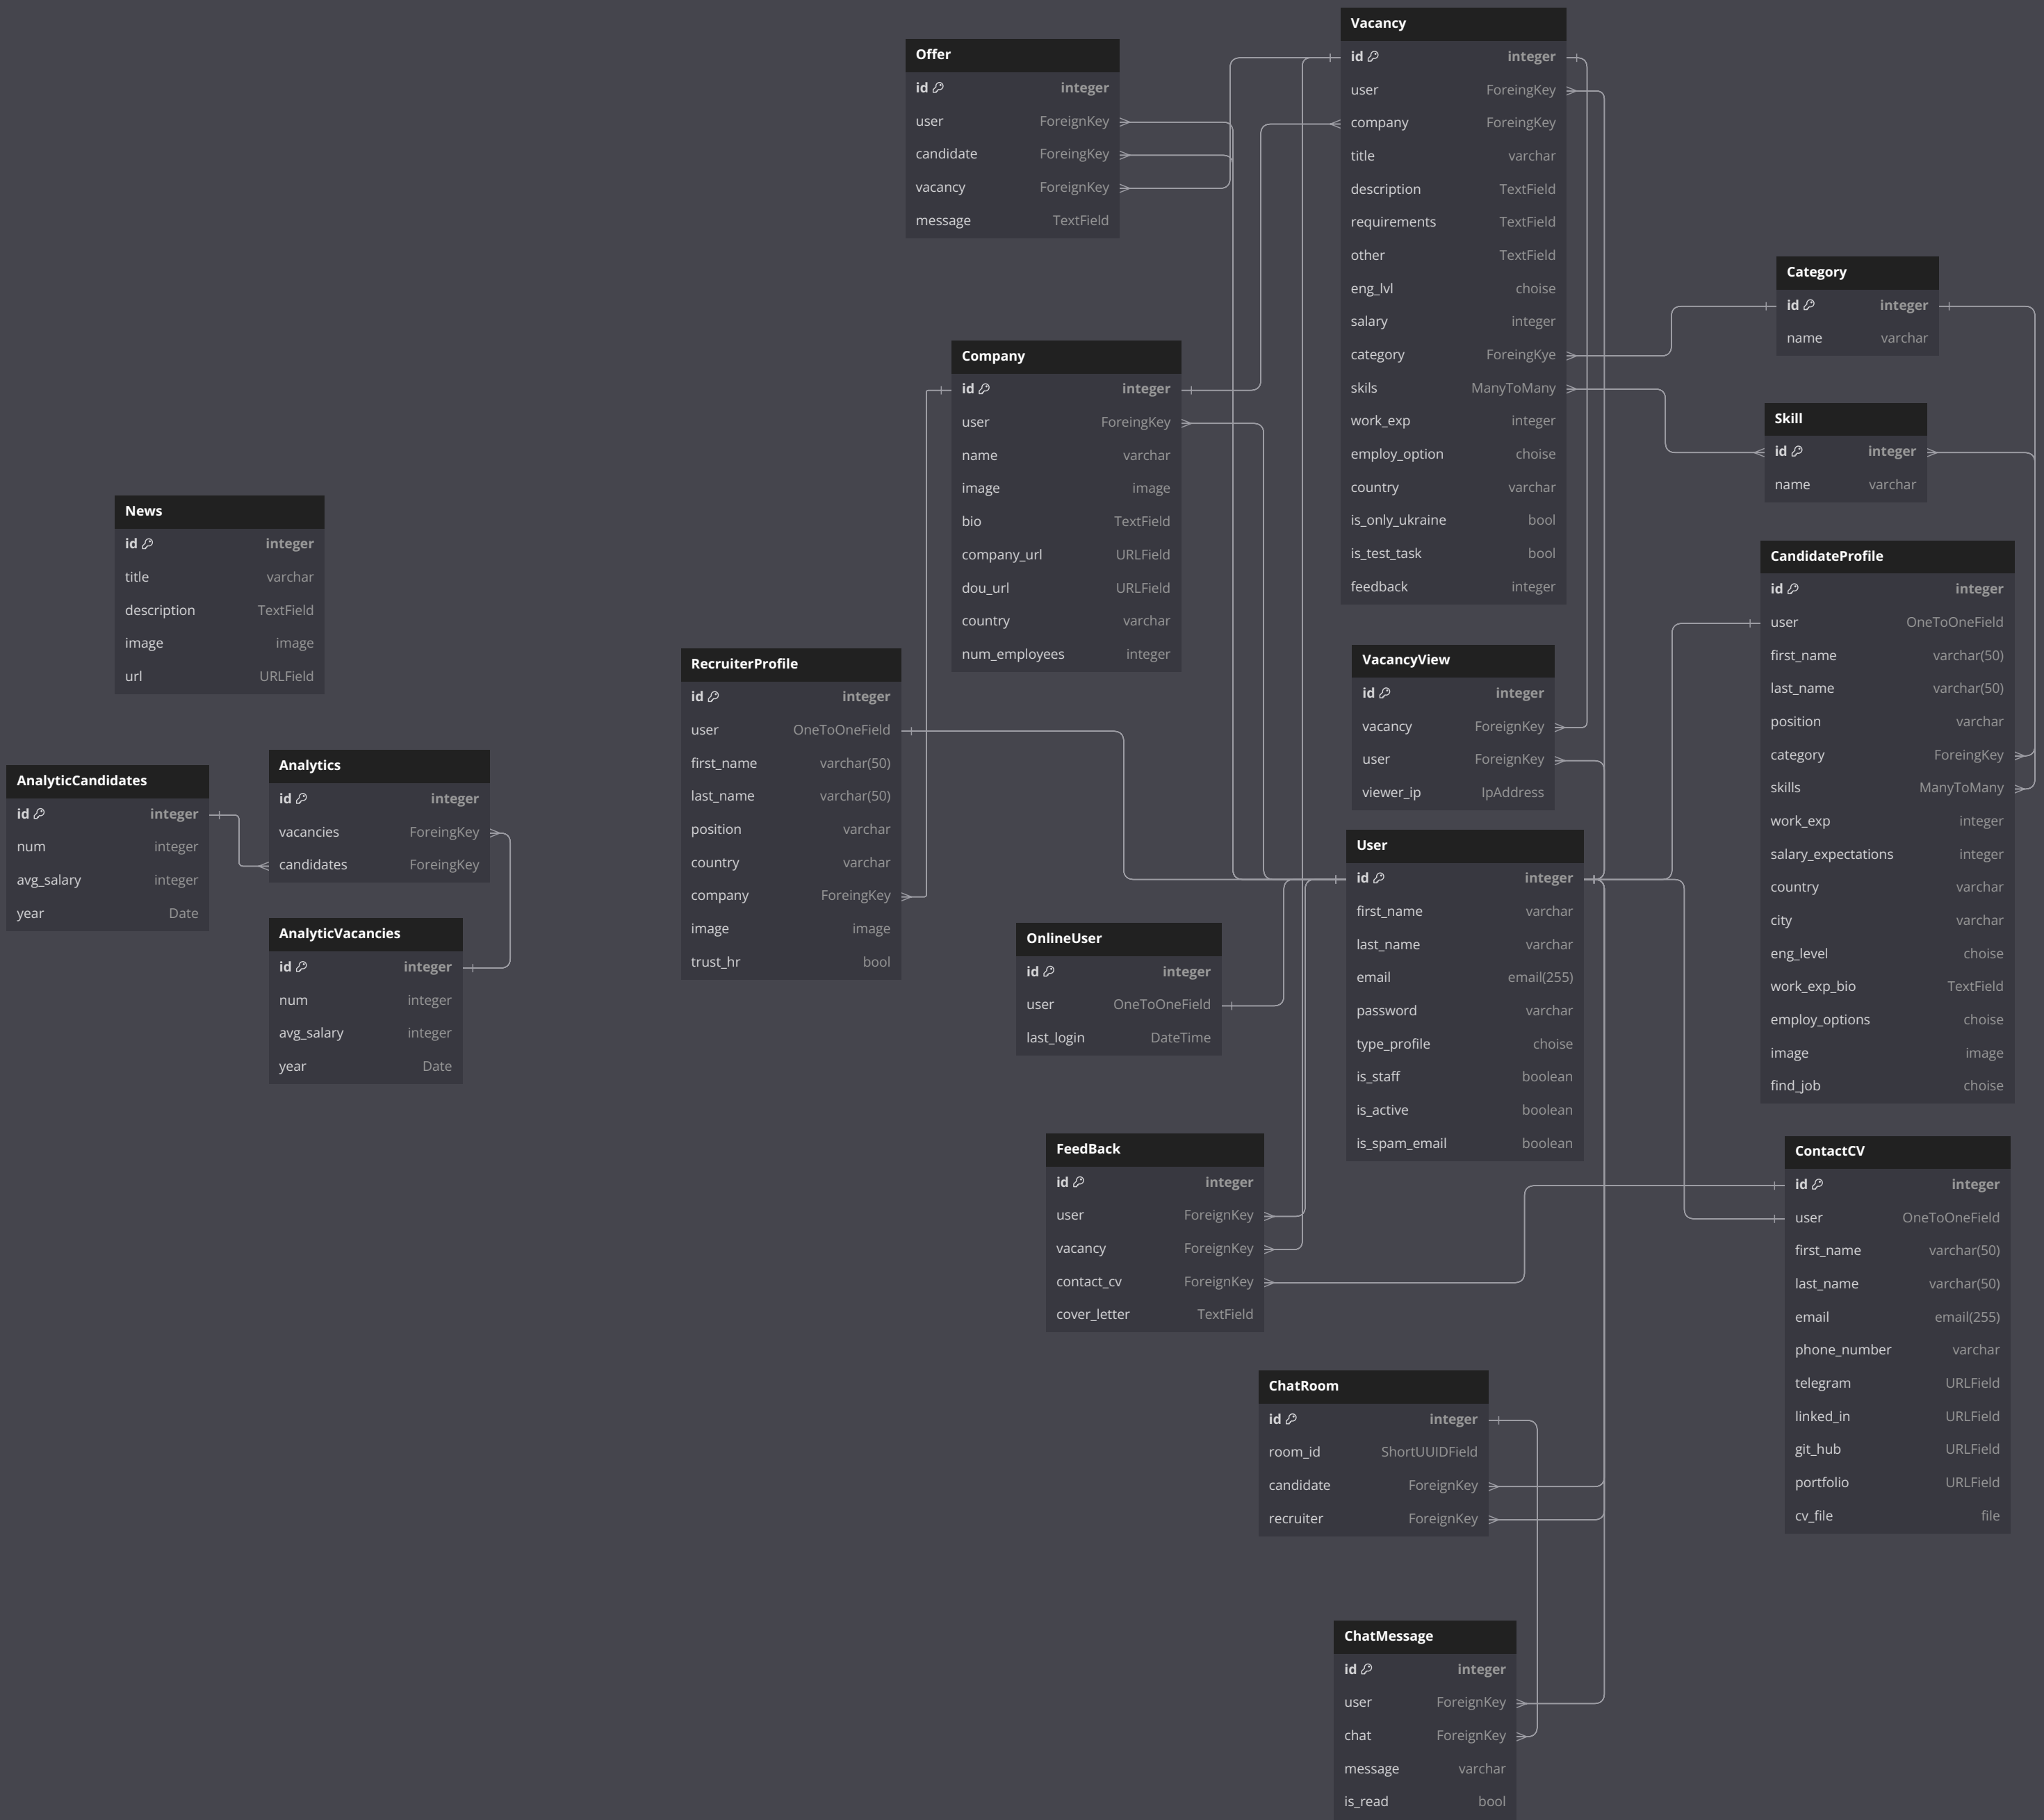 Vacancy
id integer
user ForeingKey
company ForeingKey
title varchar
description TextField
requirements TextField
other TextField
eng_lvl choise
salary integer
category ForeingKye
skils ManyToMany
work_exp integer
employ_option choise
country varchar
is_only_ukraine bool
is_test_task bool
feedback integer
Offer
id integer
user ForeignKey
candidate ForeingKey
vacancy ForeignKey
message TextField
Category
id integer
name varchar
Company
id integer
user ForeingKey
name varchar
image image
bio TextField
company_url URLField
dou_url URLField
country varchar
num_employees integer
Skill
id integer
name varchar
News
id integer
title varchar
description TextField
image image
url URLField
CandidateProfile
id integer
user OneToOneField
first_name varchar(50)
last_name varchar(50)
position varchar
category ForeingKey
skills ManyToMany
work_exp integer
salary_expectations integer
country varchar
city varchar
eng_level choise
work_exp_bio TextField
employ_options choise
image image
find_job choise
RecruiterProfile
id integer
user OneToOneField
first_name varchar(50)
last_name varchar(50)
position varchar
country varchar
company ForeingKey
image image
trust_hr bool
VacancyView
id integer
vacancy ForeignKey
user ForeignKey
viewer_ip IpAddress
AnalyticCandidates
id integer
num integer
avg_salary integer
year Date
Analytics
id integer
vacancies ForeingKey
candidates ForeingKey
AnalyticVacancies
id integer
num integer
avg_salary integer
year Date
User
id integer
first_name varchar
last_name varchar
email email(255)
password varchar
type_profile choise
is_staff boolean
is_active boolean
is_spam_email boolean
OnlineUser
id integer
user OneToOneField
last_login DateTime
FeedBack
id integer
user ForeignKey
vacancy ForeignKey
contact_cv ForeignKey
cover_letter TextField
ContactCV
id integer
user OneToOneField
first_name varchar(50)
last_name varchar(50)
email email(255)
phone_number varchar
telegram URLField
linked_in URLField
git_hub URLField
portfolio URLField
cv_file file
ChatRoom
id integer
room_id ShortUUIDField
candidate ForeignKey
recruiter ForeignKey
ChatMessage
id integer
user ForeignKey
chat ForeignKey
message varchar
is_read bool